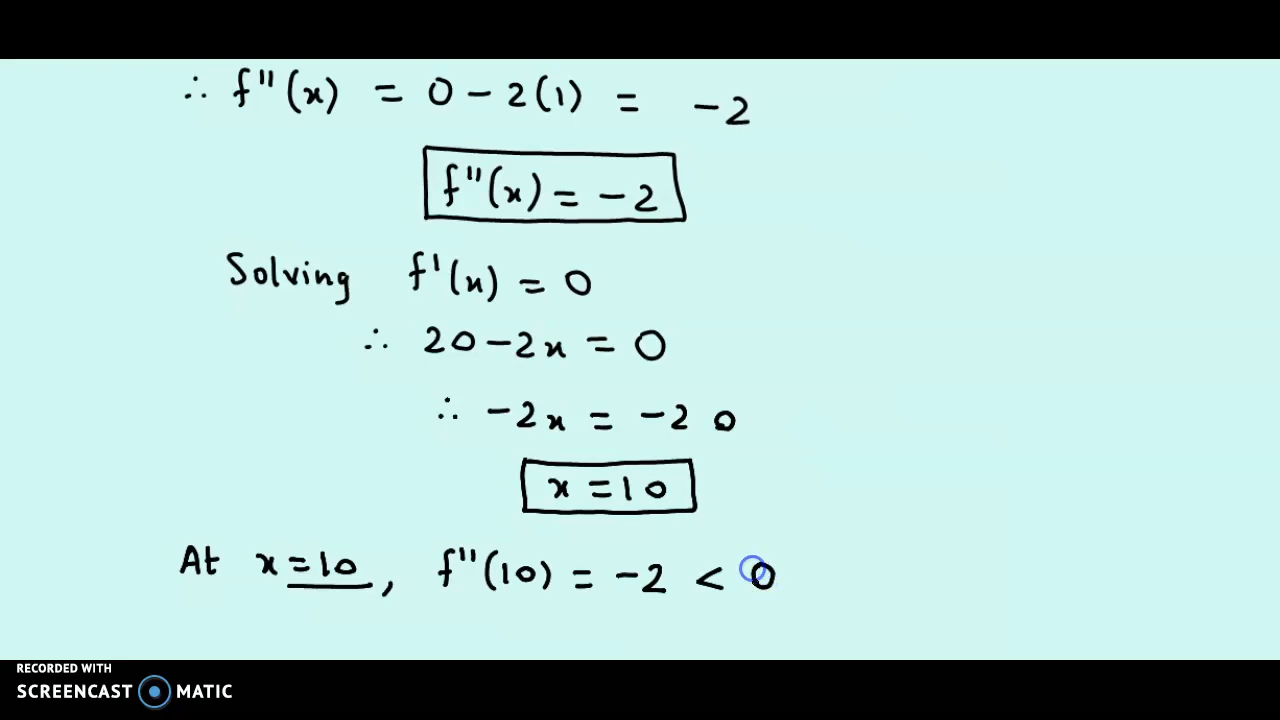 ∴ f''(x) = 0 - 2(1) = -2
f''(x) = -2
Solving f'(x) = 0
∴ 20 - 2x = 0
∴ -2x = -20
x = 10
At x = 10, f''(10) = -2 < 0
RECORDED WITH
SCREENCAST MATIC